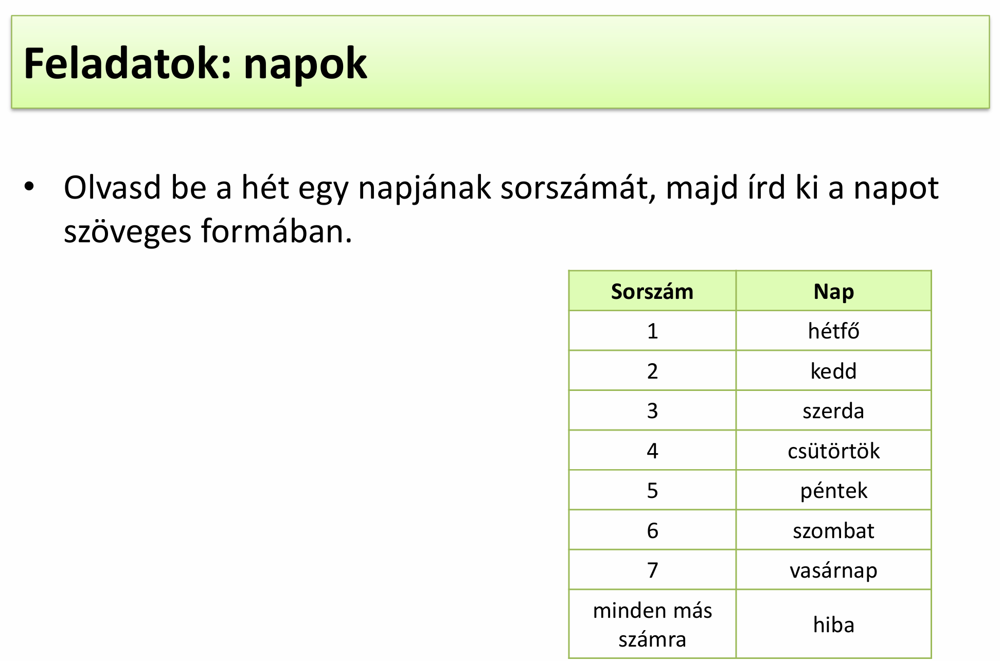 Feladatok: napok
• Olvasd be a hét egy napjának sorszámát, majd írd ki a napot
szöveges formában.
Sorszám Nap
1 hétfő
2 kedd
3 szerda
4 csütörtök
5 péntek
6 szombat
7 vasárnap
minden más
számra
hiba